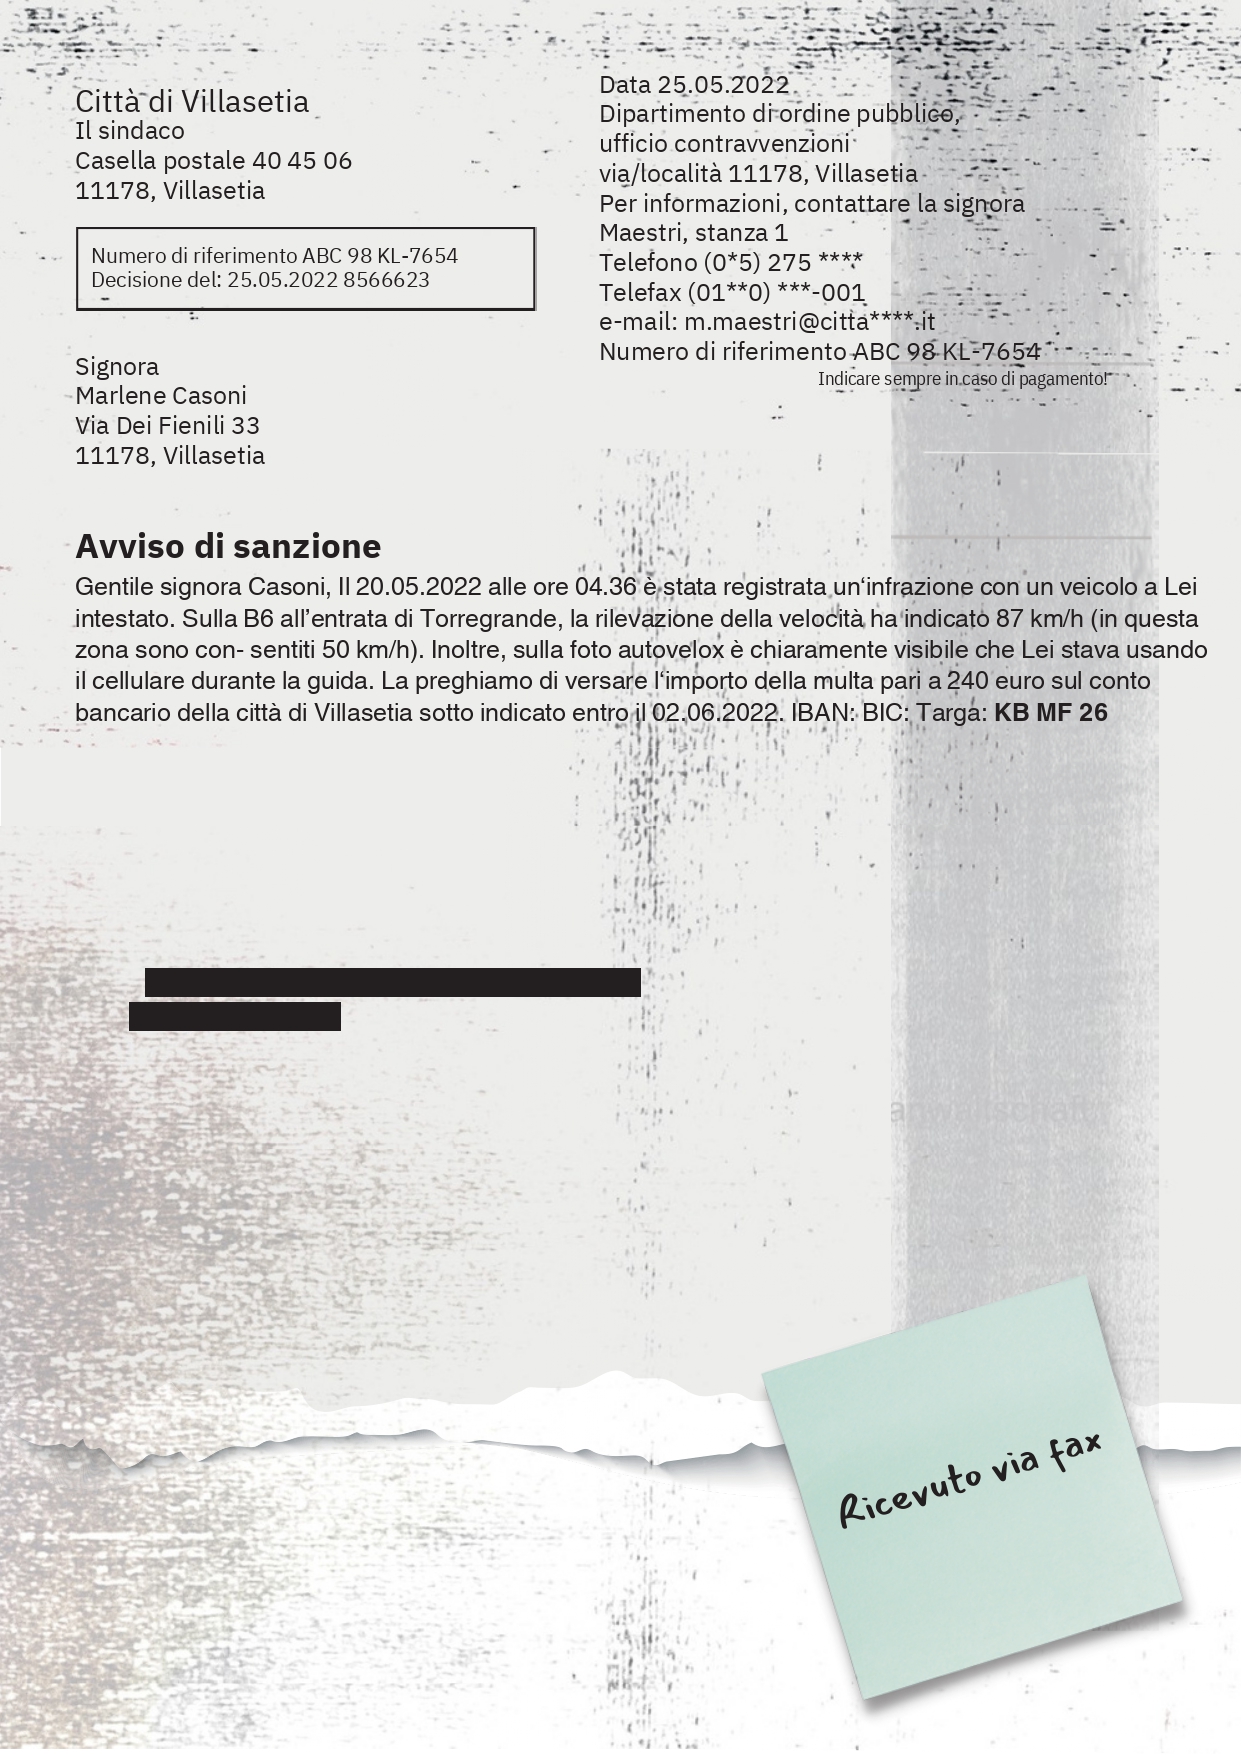 Città di Villasetia
Il sindaco
Casella postale 40 45 06
11178, Villasetia
Numero di riferimento ABC 98 KL-7654
Decisione del: 25.05.2022 8566623
Signora
Marlene Casoni
Via Dei Fienili 33
11178, Villasetia
Data 25.05.2022
Dipartimento di ordine pubblico,
ufficio contravvenzioni
via/località 11178, Villasetia
Per informazioni, contattare la signora
Maestri, stanza 1
Telefono (0*5) 275 ****
Telefax (01**0) ***-001
e-mail: m.maestri@citta****.it
Numero di riferimento ABC 98 KL-7654
Indicare sempre in caso di pagamento!
Avviso di sanzione
Gentile signora Casoni, Il 20.05.2022 alle ore 04.36 è stata registrata un‘infrazione con un veicolo a Lei
intestato. Sulla B6 all’entrata di Torregrande, la rilevazione della velocità ha indicato 87 km/h (in questa
zona sono con- sentiti 50 km/h). Inoltre, sulla foto autovelox è chiaramente visibile che Lei stava usando
il cellulare durante la guida. La preghiamo di versare l‘importo della multa pari a 240 euro sul conto
bancario della città di Villasetia sotto indicato entro il 02.06.2022. IBAN: BIC: Targa: KB MF 26
Ricevuto via fax